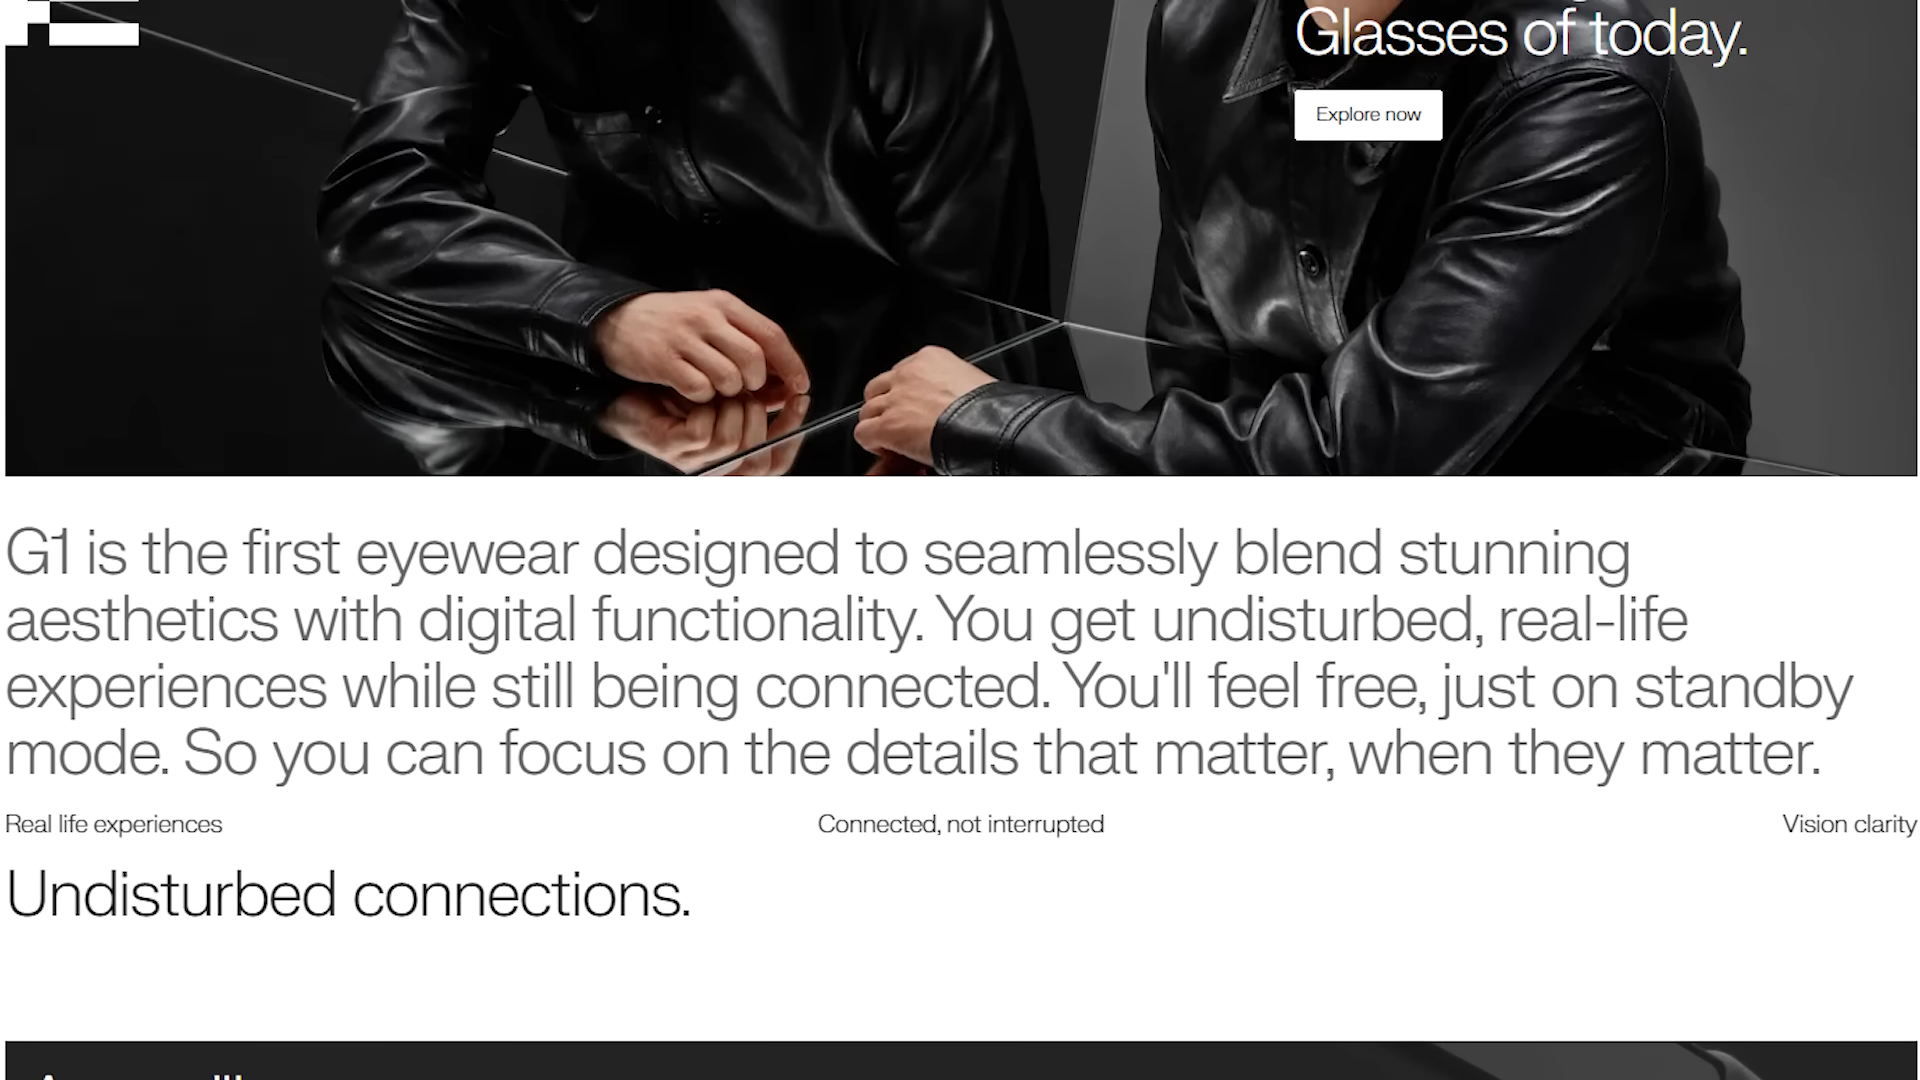 Glasses of today.
Explore now
G1 is the first eyewear designed to seamlessly blend stunning
aesthetics with digital functionality. You get undisturbed, real-life
experiences while still being connected. You'll feel free, just on standby
mode. So you can focus on the details that matter, when they matter.
Real life experiences
Connected, not interrupted
Vision clarity
Undisturbed connections.